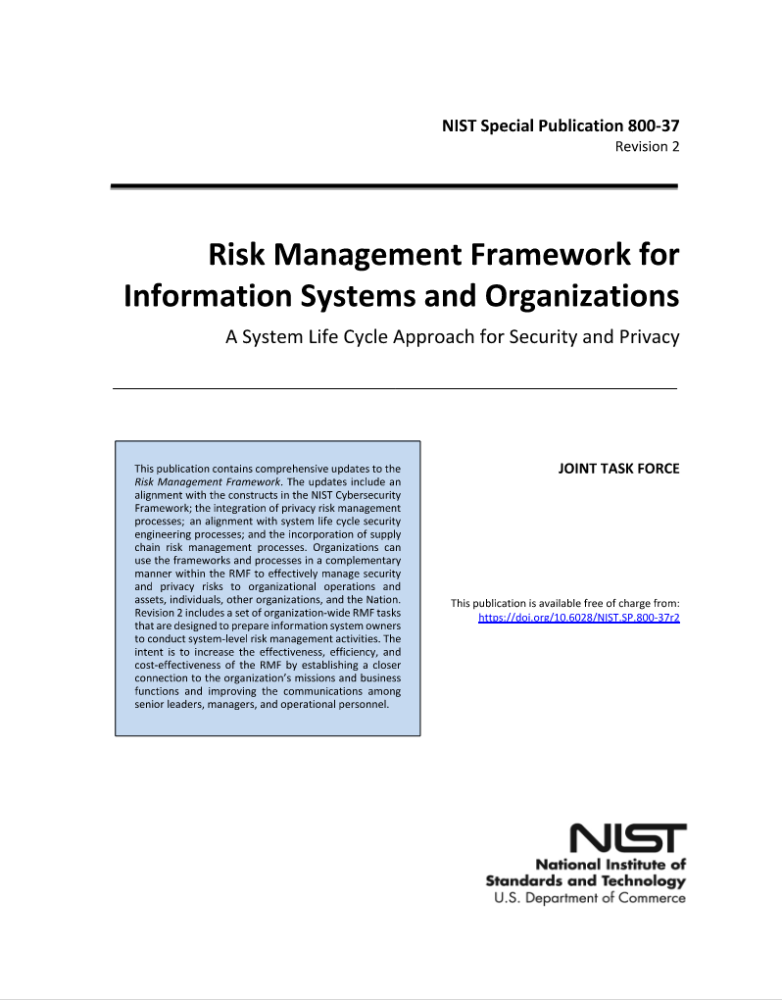 NIST Special Publication 800-37
Revision 2
Risk Management Framework for
Information Systems and Organizations
A System Life Cycle Approach for Security and Privacy
This publication contains comprehensive updates to the
Risk Management Framework. The updates include an
alignment with the constructs in the NIST Cybersecurity
Framework; the integration of privacy risk management
processes; an alignment with system life cycle security
engineering processes; and the incorporation of supply
chain risk management processes. Organizations can
use the frameworks and processes in a complementary
manner within the RMF to effectively manage security
and privacy risks to organizational operations and
assets, individuals, other organizations, and the Nation.
Revision 2 includes a set of organization-wide RMF tasks
that are designed to prepare information system owners
to conduct system-level risk management activities. The
intent is to increase the effectiveness, efficiency, and
cost-effectiveness of the RMF by establishing a closer
connection to the organization’s missions and business
functions and improving the communications among
senior leaders, managers, and operational personnel.
JOINT TASK FORCE
This publication is available free of charge from:
https://doi.org/10.6028/NIST.SP.800-37r2
NIST
National Institute of
Standards and Technology
U.S. Department of Commerce